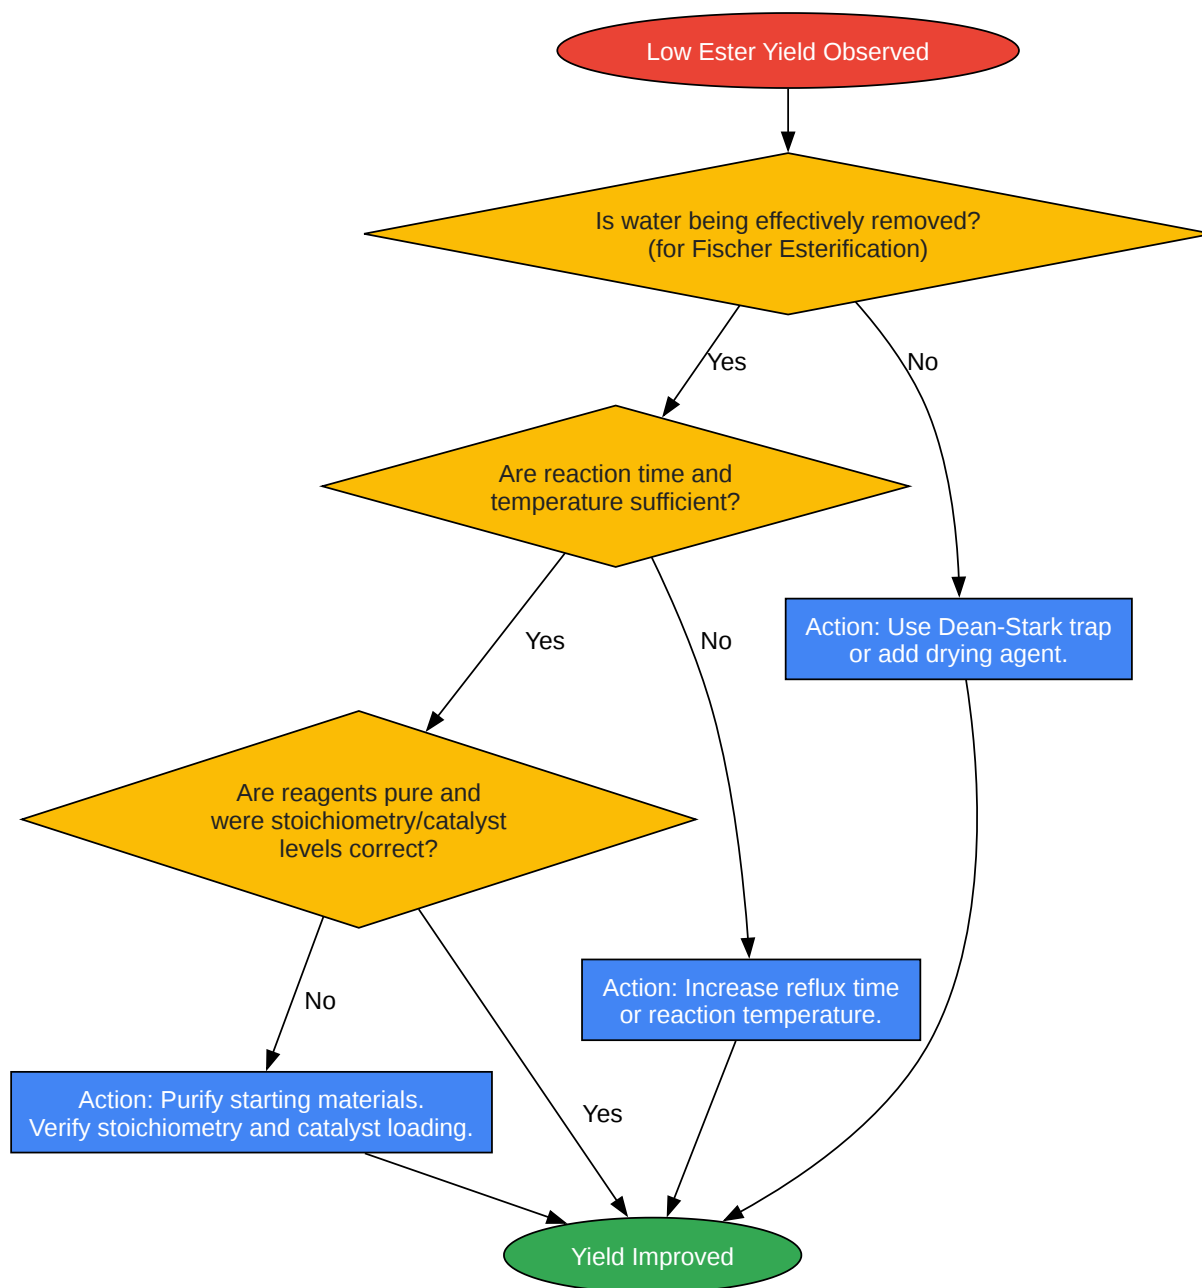 Low Ester Yield Observed
Is water being effectively removed?
(for Fischer Esterification)
Yes
No
Are reaction time and
temperature sufficient?
Yes
No
Action: Use Dean-Stark trap
or add drying agent.
Are reagents pure and
were stoichiometry/catalyst
levels correct?
No
Yes
Action: Increase reflux time
or reaction temperature.
Action: Purify starting materials.
Verify stoichiometry and catalyst loading.
Yield Improved